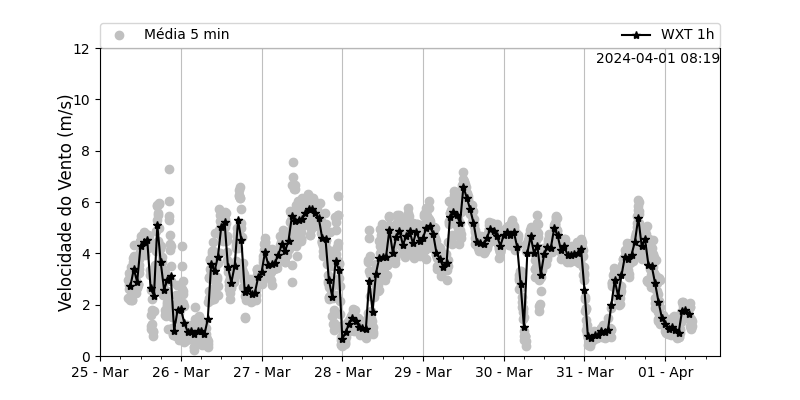 Média 5 min
WXT 1h
2024-04-01 08:19
Velocidade do Vento (m/s)
12
10
8
6
4
2
0
25 - Mar
26 - Mar
27 - Mar
28 - Mar
29 - Mar
30 - Mar
31 - Mar
01 - Apr